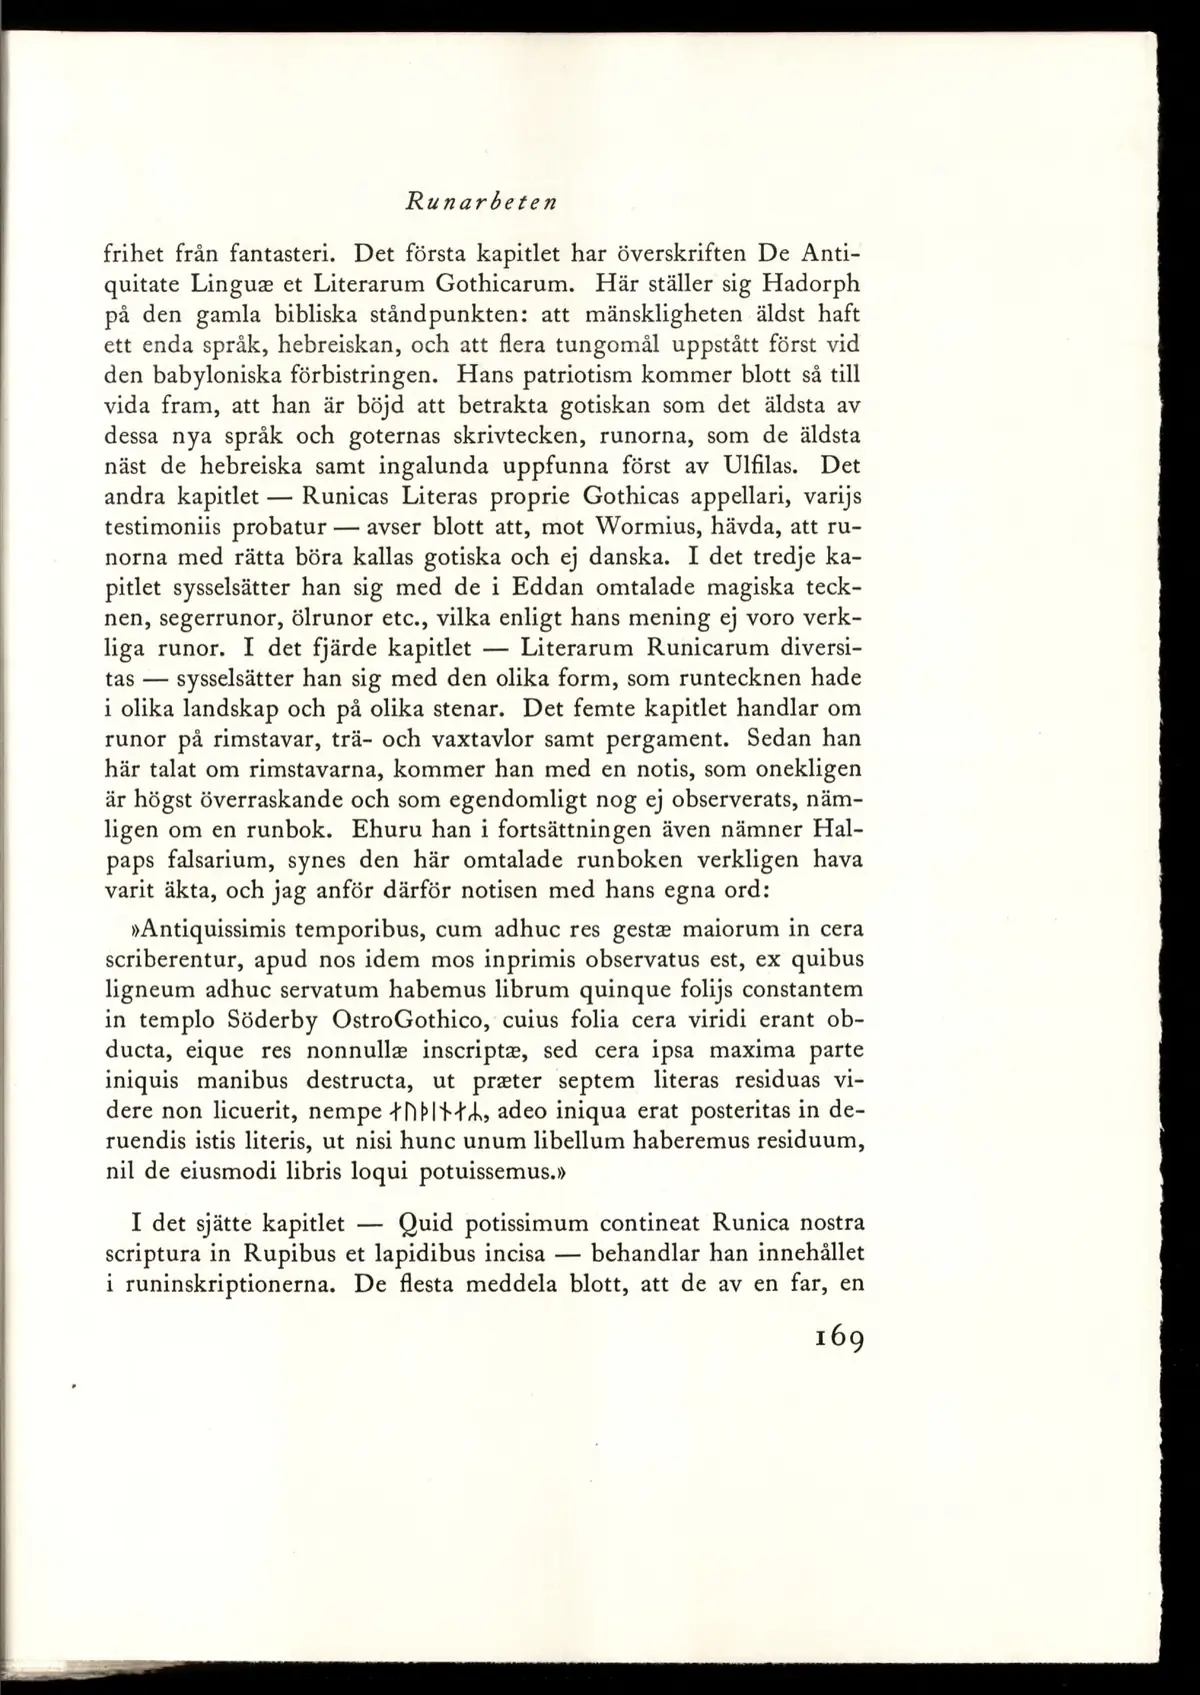 Runarbeten
frihet från fantasteri. Det första kapitlet har överskriften De Anti-
quitate Linguæ et Literarum Gothicarum. Här ställer sig Hadorph
på den gamla bibliska ståndpunkten: att mänskligheten äldst haft
ett enda språk, hebreiskan, och att flera tungomål uppstått först vid
den babyloniska förbistringen. Hans patriotism kommer blott så till
vida fram, att han är böjd att betrakta gotiskan som det äldsta av
dessa nya språk och goternas skrivtecken, runorna, som de äldsta
näst de hebreiska samt ingalunda uppfunna först av Ulfilas. Det
andra kapitlet — Runicas Literas proprie Gothicas appellari, varijs
testimoniis probatur — avser blott att, mot Wormius, hävda, att ru-
norna med rätta böra kallas gotiska och ej danska. I det tredje ka-
pitlet sysselsätter han sig med de i Eddan omtalade magiska teck-
nen, segerrunor, ölrunor etc., vilka enligt hans mening ej voro verk-
liga runor. I det fjärde kapitlet — Literarum Runicarum diversi-
tas — sysselsätter han sig med den olika form, som runtecknen hade
i olika landskap och på olika stenar. Det femte kapitlet handlar om
runor på rimstavar, trä- och vaxtavlor samt pergament. Sedan han
här talat om rimstavarna, kommer han med en notis, som onekligen
är högst överraskande och som egendomligt nog ej observerats, näm-
ligen om en runbok. Ehuru han i fortsättningen även nämner Hal-
paps falsarium, synes den här omtalade runboken verkligen hava
varit äkta, och jag anför därför notisen med hans egna ord:
»Antiquissimis temporibus, cum adhuc res gestæ maiorum in cera
scriberentur, apud nos idem mos inprimis observatus est, ex quibus
ligneum adhuc servatum habemus librum quinque folijs constantem
in templo Söderby OstroGothico, cuius folia cera viridi erant ob-
ducta, eique res nonnullæ inscriptæ, sed cera ipsa maxima parte
iniquis manibus destructa, ut præter septem literas residuas vi-
dere non licuerit, nempe , adeo iniqua erat posteritas in de-
ruendis istis literis, ut nisi hunc unum libellum haberemus residuum,
nil de eiusmodi libris loqui potuissemus.»
I det sjätte kapitlet — Quid potissimum contineat Runica nostra
scriptura in Rupibus et lapidibus incisa — behandlar han innehållet
i runinskriptionerna. De flesta meddela blott, att de av en far, en
169